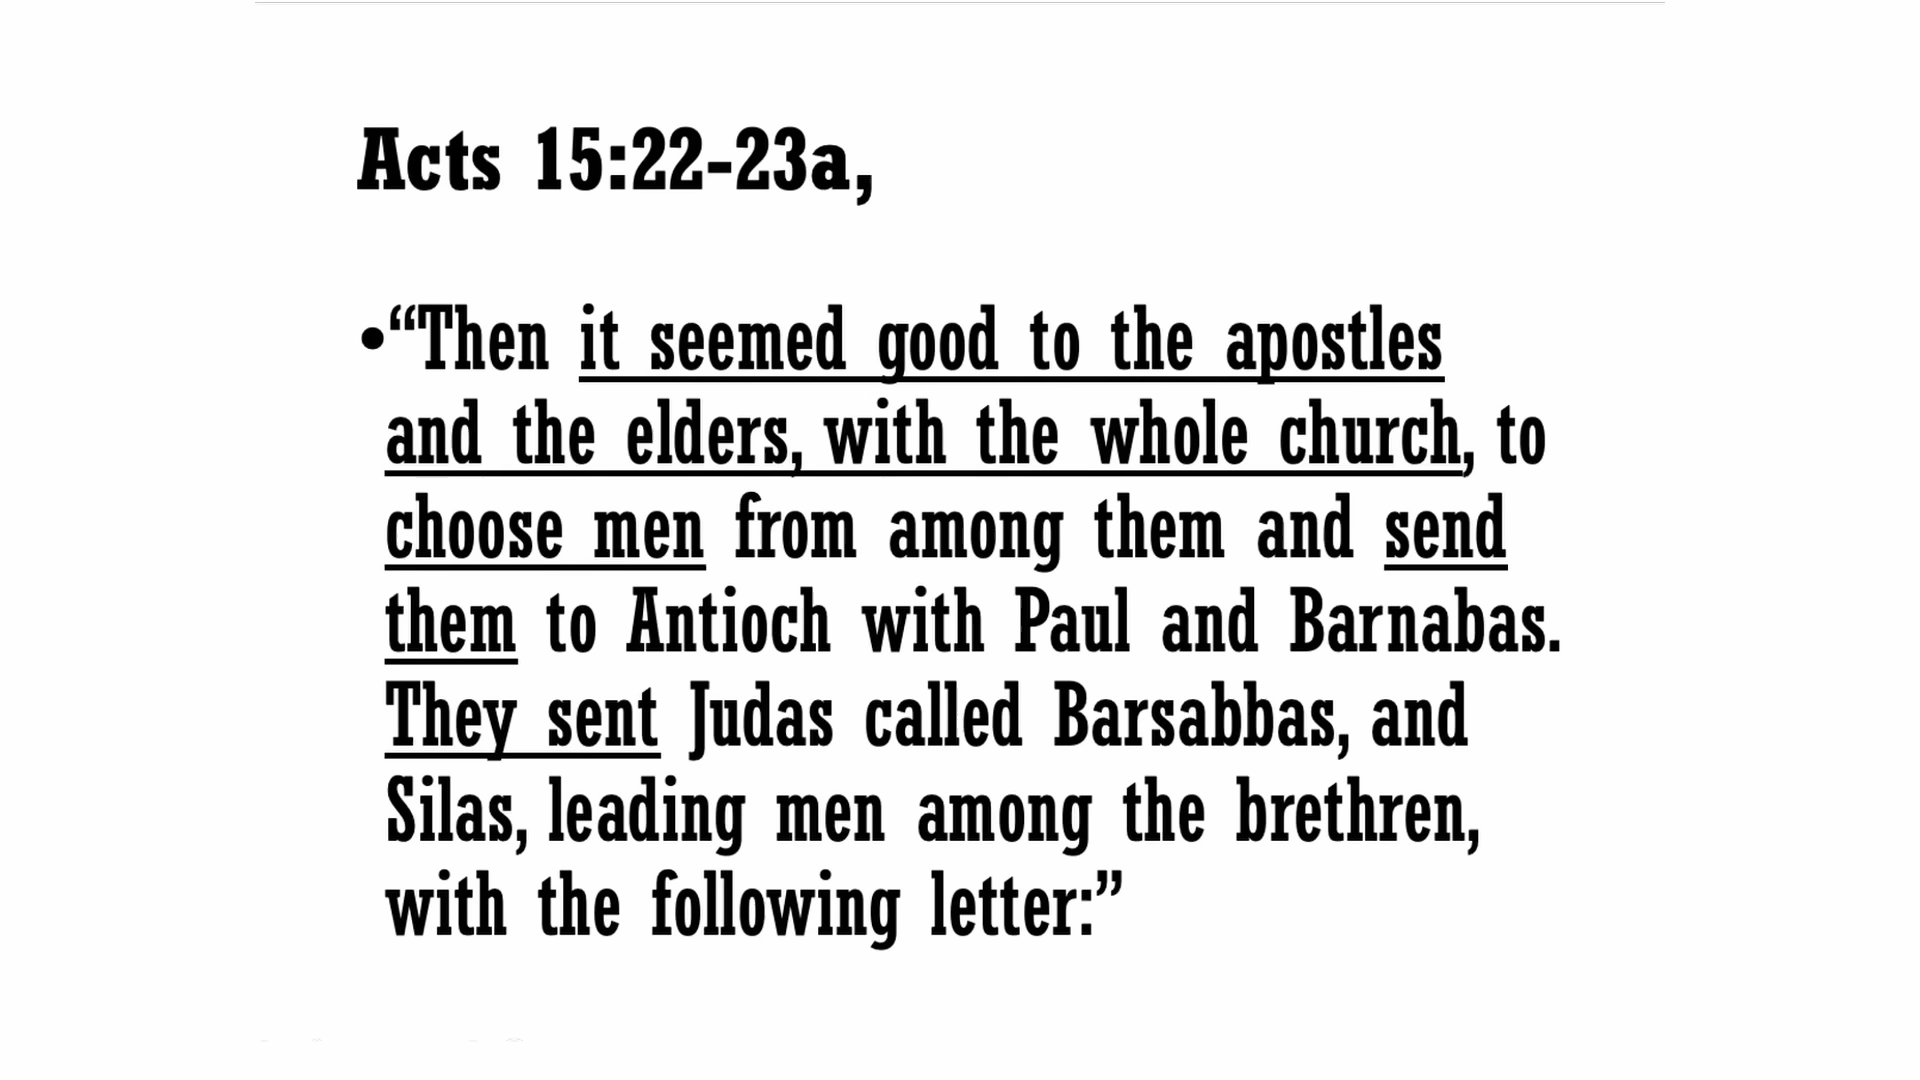 Acts 15:22-23a,
•“Then it seemed good to the apostles
and the elders, with the whole church, to
choose men from among them and send
them to Antioch with Paul and Barnabas.
They sent Judas called Barsabbas, and
Silas, leading men among the brethren,
with the following letter:”